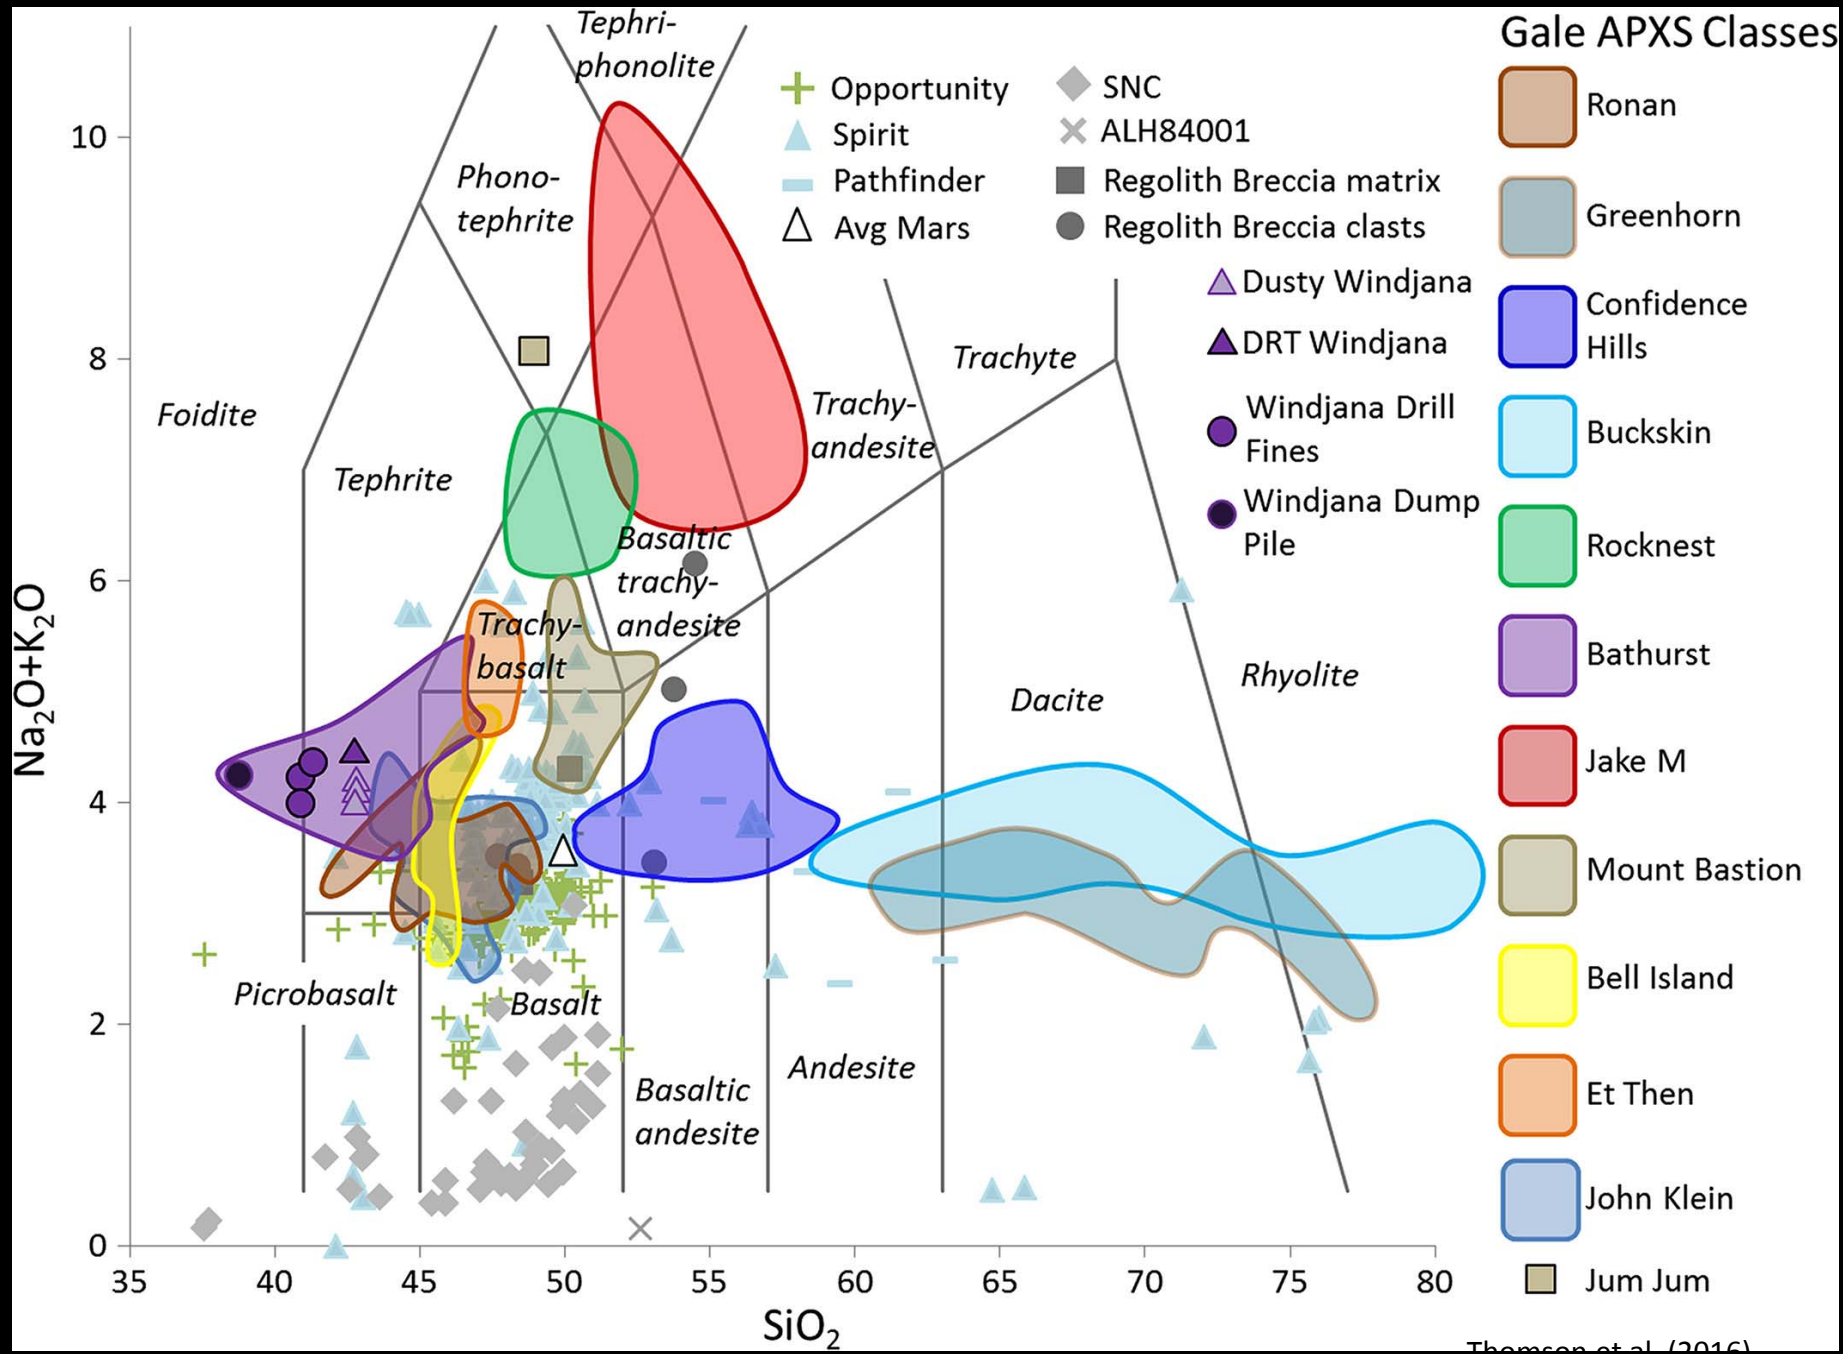 Tephri-
phonolite
Phono-
tephrite
Foidite
Tephrite
Trachyte
Trachy-
andesite
Basaltic
trachy-
andesite
Trachy-
basalt
Dacite
Rhyolite
Picrobasalt
Basalt
Basaltic
andesite
Andesite
Opportunity
Spirit
Pathfinder
Avg Mars
SNC
ALH84001
Regolith Breccia matrix
Regolith Breccia clasts
Dusty Windjana
DRT Windjana
Windjana Drill
Fines
Windjana Dump
Pile
Gale APXS Classes
Ronan
Greenhorn
Confidence
Hills
Buckskin
Rocknest
Bathurst
Jake M
Mount Bastion
Bell Island
Et Then
John Klein
Jum Jum
Na₂O+K₂O
10
8
6
4
2
0
35 40 45 50 55 60 65 70 75 80
SiO₂
Thomson et al. (2016)